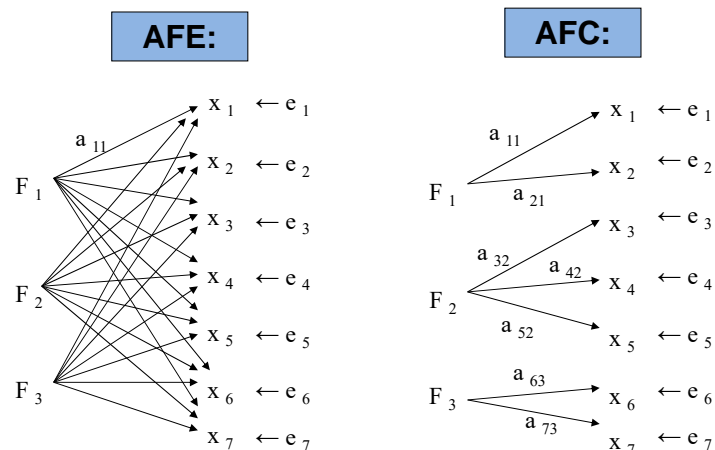 AFE:
a 11
F 1
F 2
F 3
x 1 ← e 1
x 2 ← e 2
x 3 ← e 3
x 4 ← e 4
x 5 ← e 5
x 6 ← e 6
x 7 ← e 7
AFC:
a 11
a 21
F 1
a 32
a 42
F 2
a 52
a 63
F 3
a 73
x 1 ← e 1
x 2 ← e 2
x 3 ← e 3
x 4 ← e 4
x 5 ← e 5
x 6 ← e 6
x 7 ← e 7